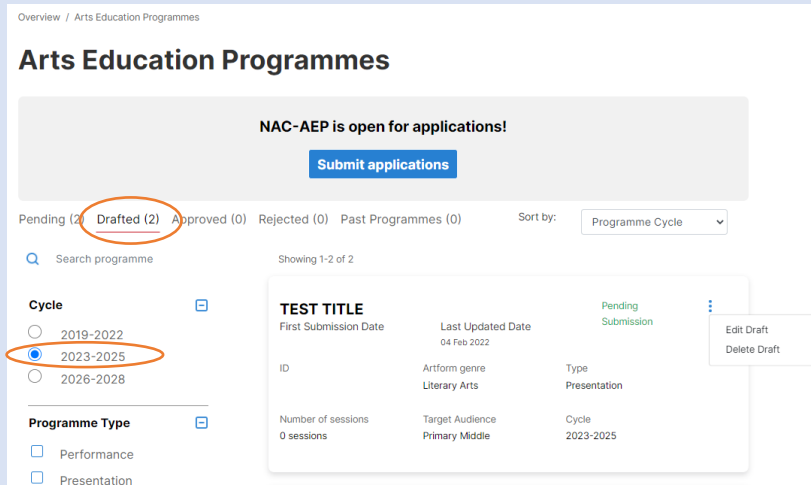 Overview / Arts Education Programmes
Arts Education Programmes
NAC-AEP is open for applications!
Submit applications
Pending (2) Drafted (2) Approved (0) Rejected (0) Past Programmes (0) Sort by: Programme Cycle
Search programme
Showing 1-2 of 2
Cycle
2019-2022
2023-2025
2026-2028
Programme Type
Performance
Presentation
TEST TITLE
Pending
Submission
Edit Draft
Delete Draft
First Submission Date Last Updated Date
04 Feb 2022
ID Artform genre Type
Literary Arts Presentation
Number of sessions Target Audience Cycle
0 sessions Primary Middle 2023-2025